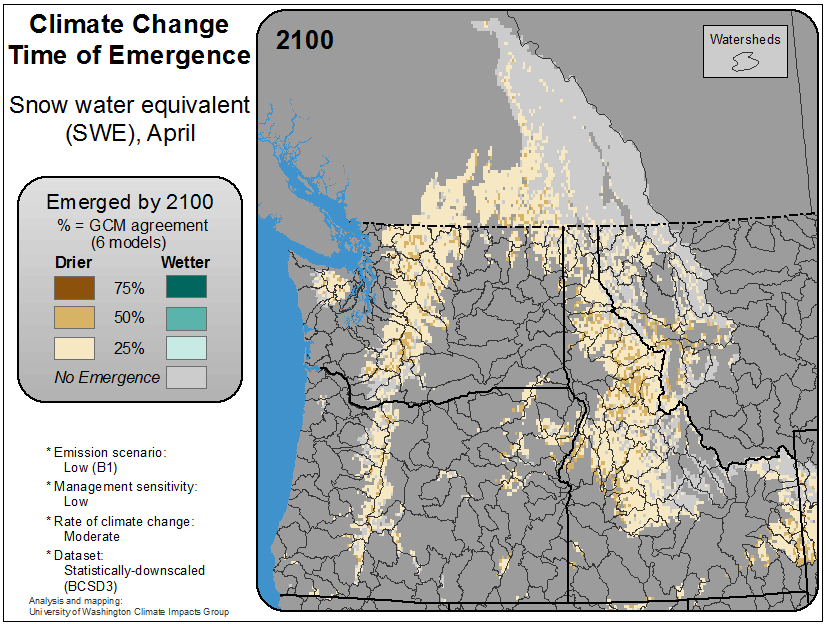 Climate Change
Time of Emergence
Snow water equivalent
(SWE), April
Emerged by 2100
% = GCM agreement
(6 models)
Drier Wetter
75%
50%
25%
No Emergence
* Emission scenario:
Low (B1)
* Management sensitivity:
Low
* Rate of climate change:
Moderate
* Dataset:
Statistically-downscaled
(BCSD3)
Analysis and mapping:
University of Washington Climate Impacts Group
2100
Watersheds